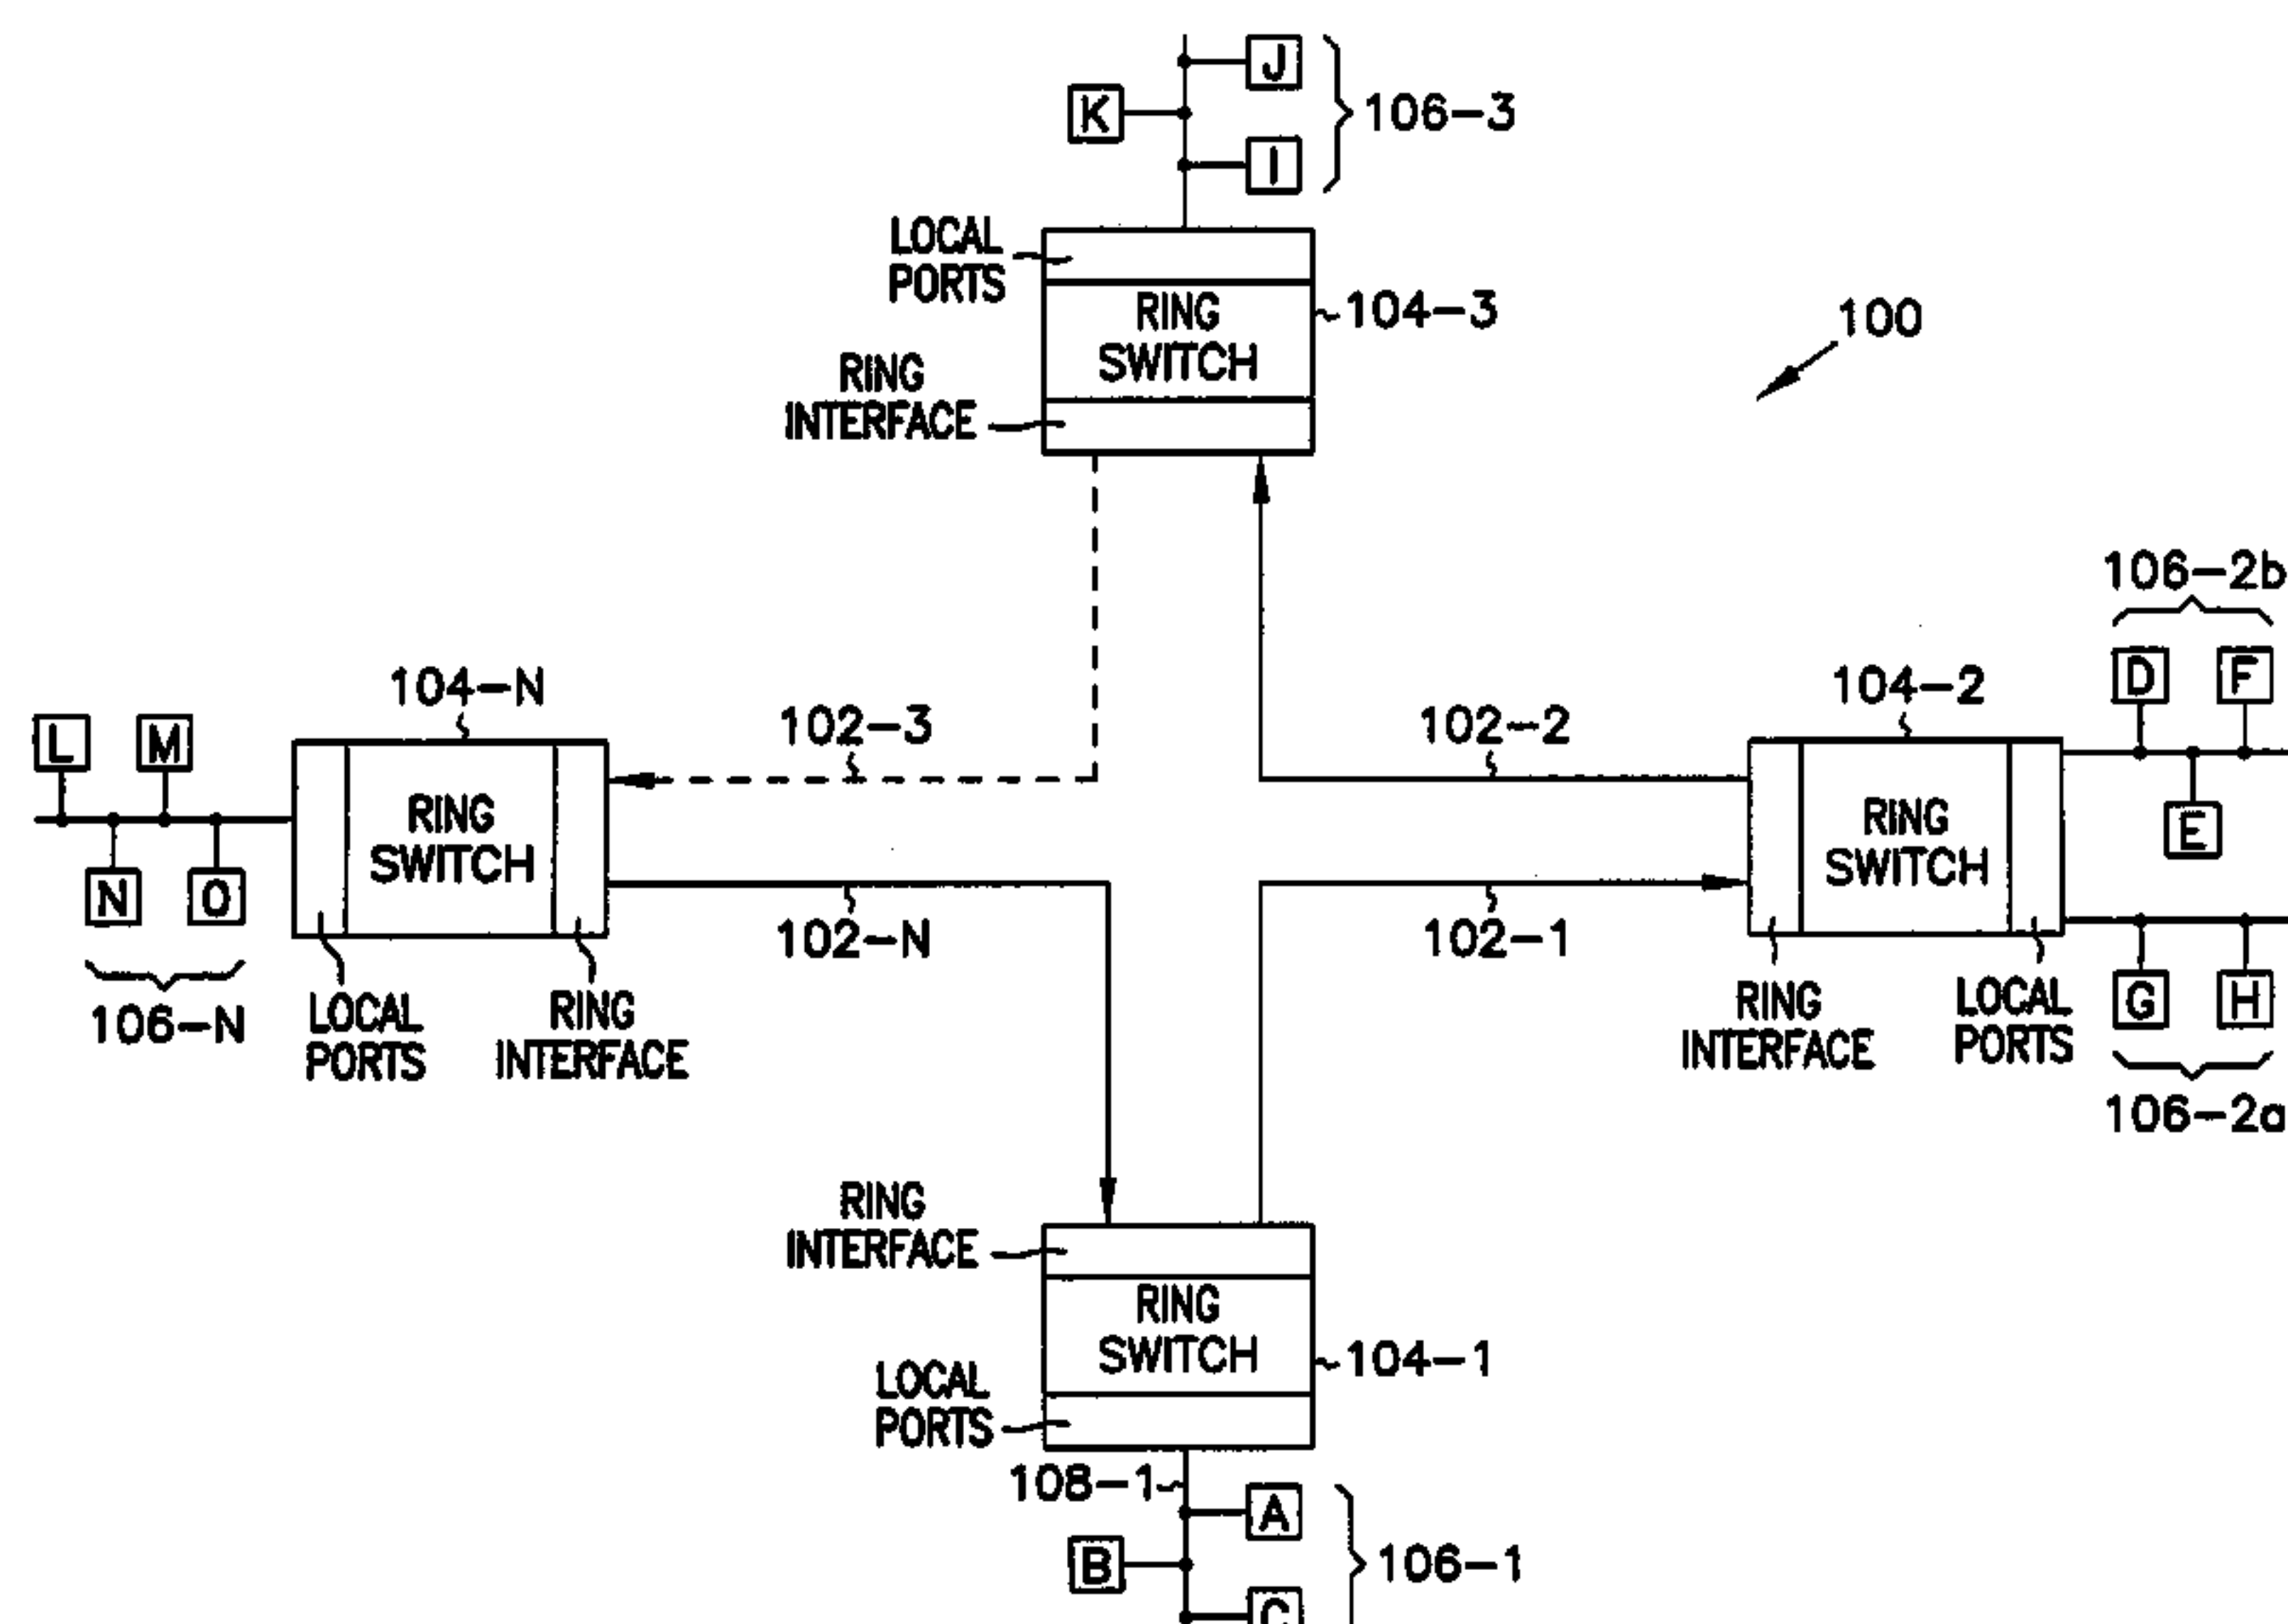 J
K
106-3
I
LOCAL
PORTS
RING
SWITCH
104-3
100
RING
INTERFACE
106-2b
104-N
104-2
D
F
L
M
102-3
102-2
RING
SWITCH
RING
SWITCH
E
N
O
102-N
102-1
G
H
106-N
LOCAL
PORTS
RING
INTERFACE
RING
INTERFACE
LOCAL
PORTS
106-2a
RING
INTERFACE
RING
SWITCH
104-1
LOCAL
PORTS
108-1
A
B
106-1
C